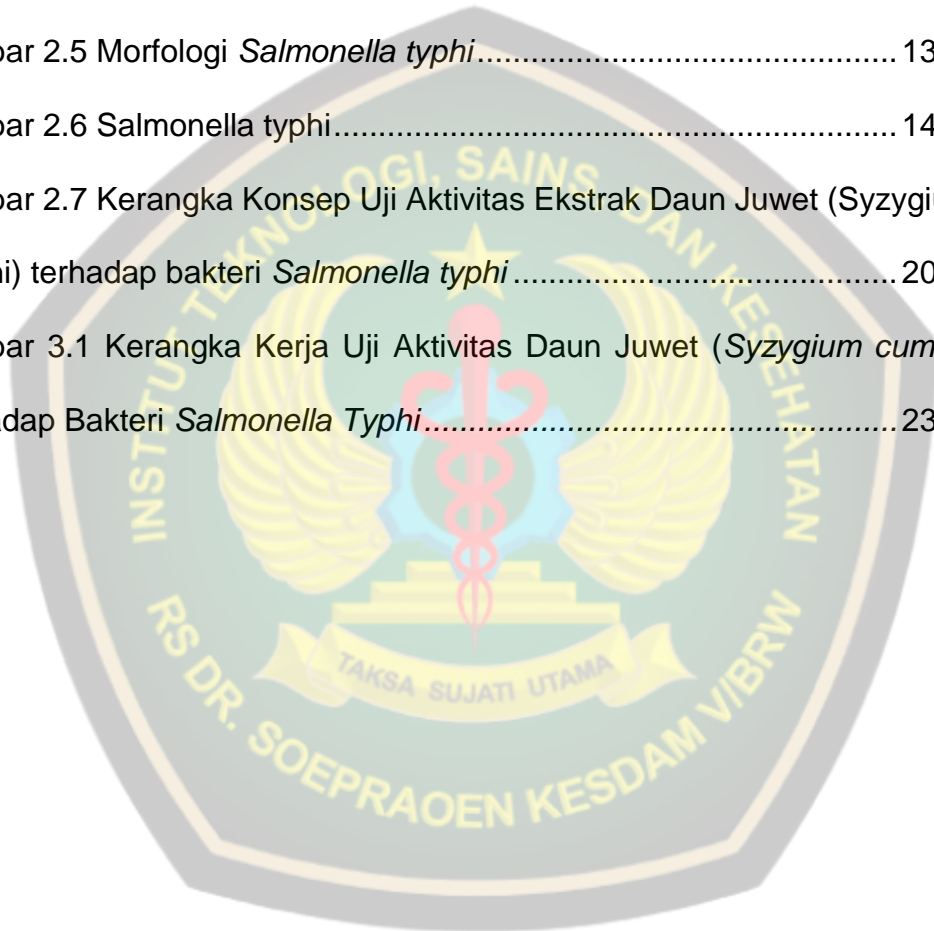 bar 2.5 Morfologi Salmonella typhi.................................................. 13
bar 2.6 Salmonella typhi.................................................................... 14
bar 2.7 Kerangka Konsep Uji Aktivitas Ekstrak Daun Juwet (Syzygiu
ni) terhadap bakteri Salmonella typhi .............................................. 20
bar 3.1 Kerangka Kerja Uji Aktivitas Daun Juwet (Syzygium cum
adap Bakteri Salmonella Typhi......................................................... 23
INSTITUT TEKNOLOGI, SAINS, DAN KESEHATAN
TAKSA SUJATI UTAMA
RS DR. SOEPRAOEN KESDAM V/BRW